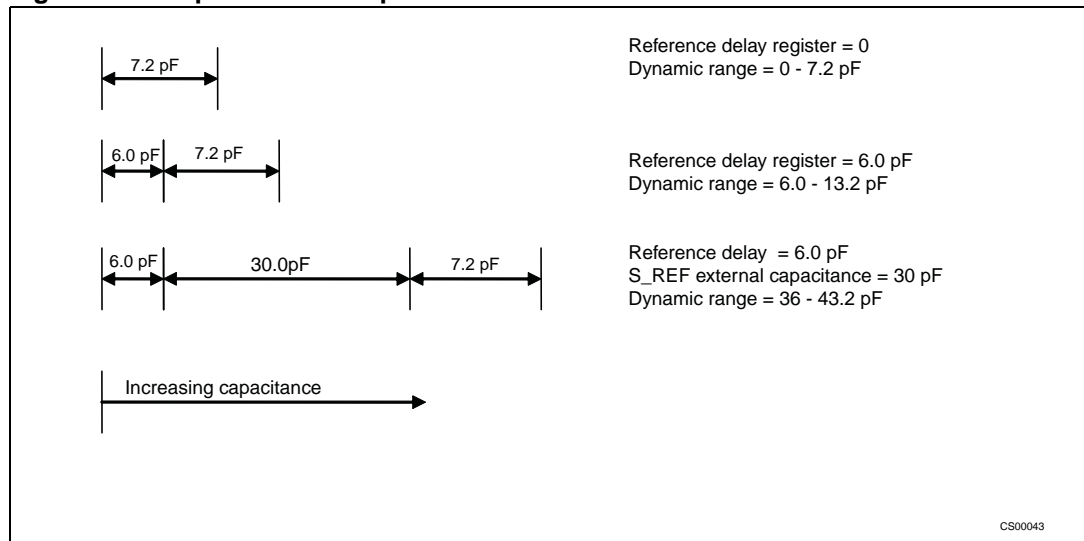 7.2 pF
Reference delay register = 0
Dynamic range = 0 - 7.2 pF
6.0 pF
7.2 pF
Reference delay register = 6.0 pF
Dynamic range = 6.0 - 13.2 pF
6.0 pF
30.0pF
7.2 pF
Reference delay = 6.0 pF
S_REF external capacitance = 30 pF
Dynamic range = 36 - 43.2 pF
Increasing capacitance
CS00043